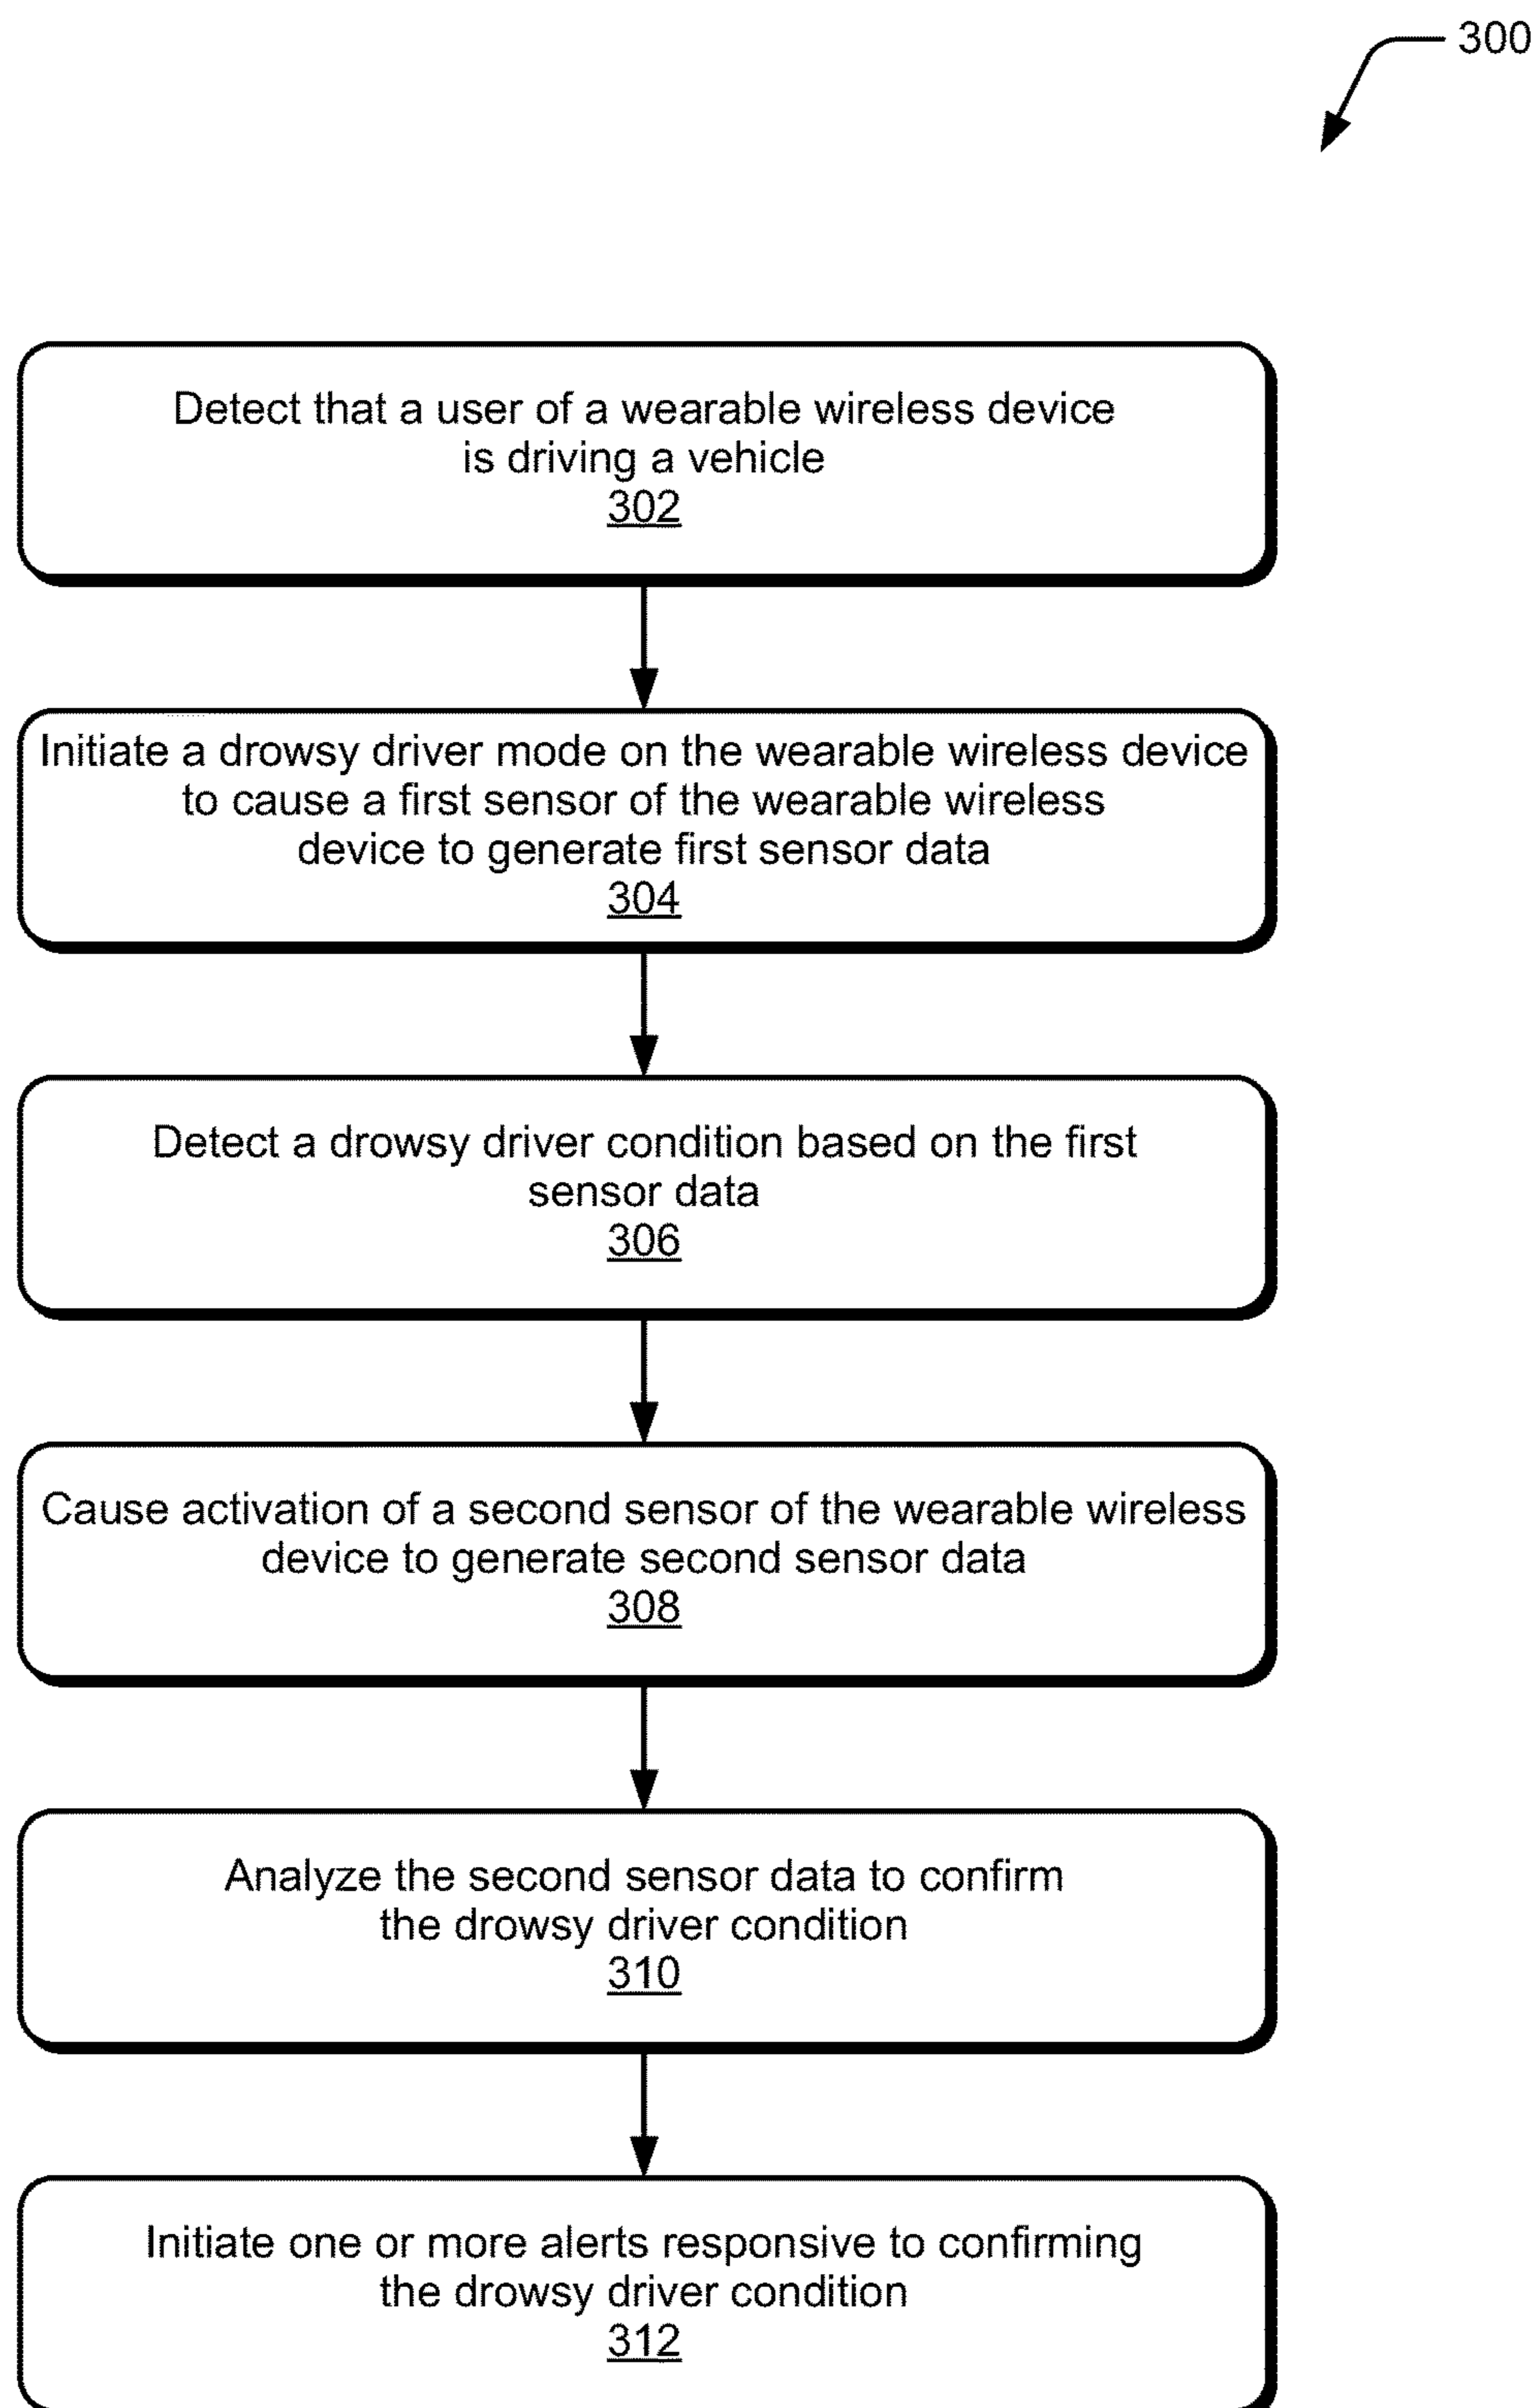 300
Detect that a user of a wearable wireless device
is driving a vehicle
302
Initiate a drowsy driver mode on the wearable wireless device
to cause a first sensor of the wearable wireless
device to generate first sensor data
304
Detect a drowsy driver condition based on the first
sensor data
306
Cause activation of a second sensor of the wearable wireless
device to generate second sensor data
308
Analyze the second sensor data to confirm
the drowsy driver condition
310
Initiate one or more alerts responsive to confirming
the drowsy driver condition
312